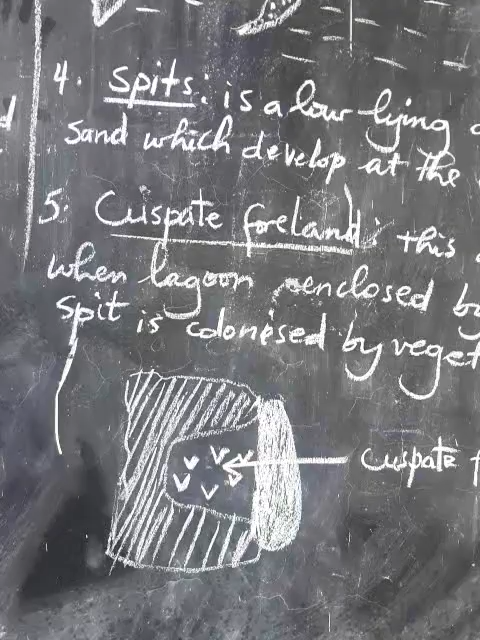 4. Spits: is a low lying
sand which develop at the
5. Cuspate foreland: this
when lagoon enclosed by
spit is colonised by veget
cuspate f